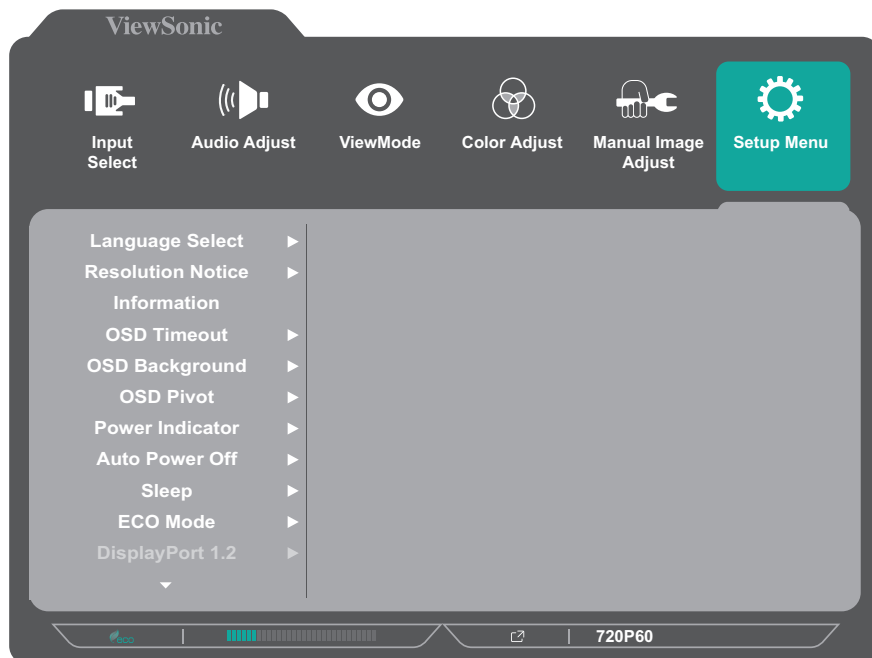 ViewSonic
Input
Select
Audio Adjust
ViewMode
Color Adjust
Manual Image
Adjust
Setup Menu
Language Select
Resolution Notice
Information
OSD Timeout
OSD Background
OSD Pivot
Power Indicator
Auto Power Off
Sleep
ECO Mode
DisplayPort 1.2
eco
720P60